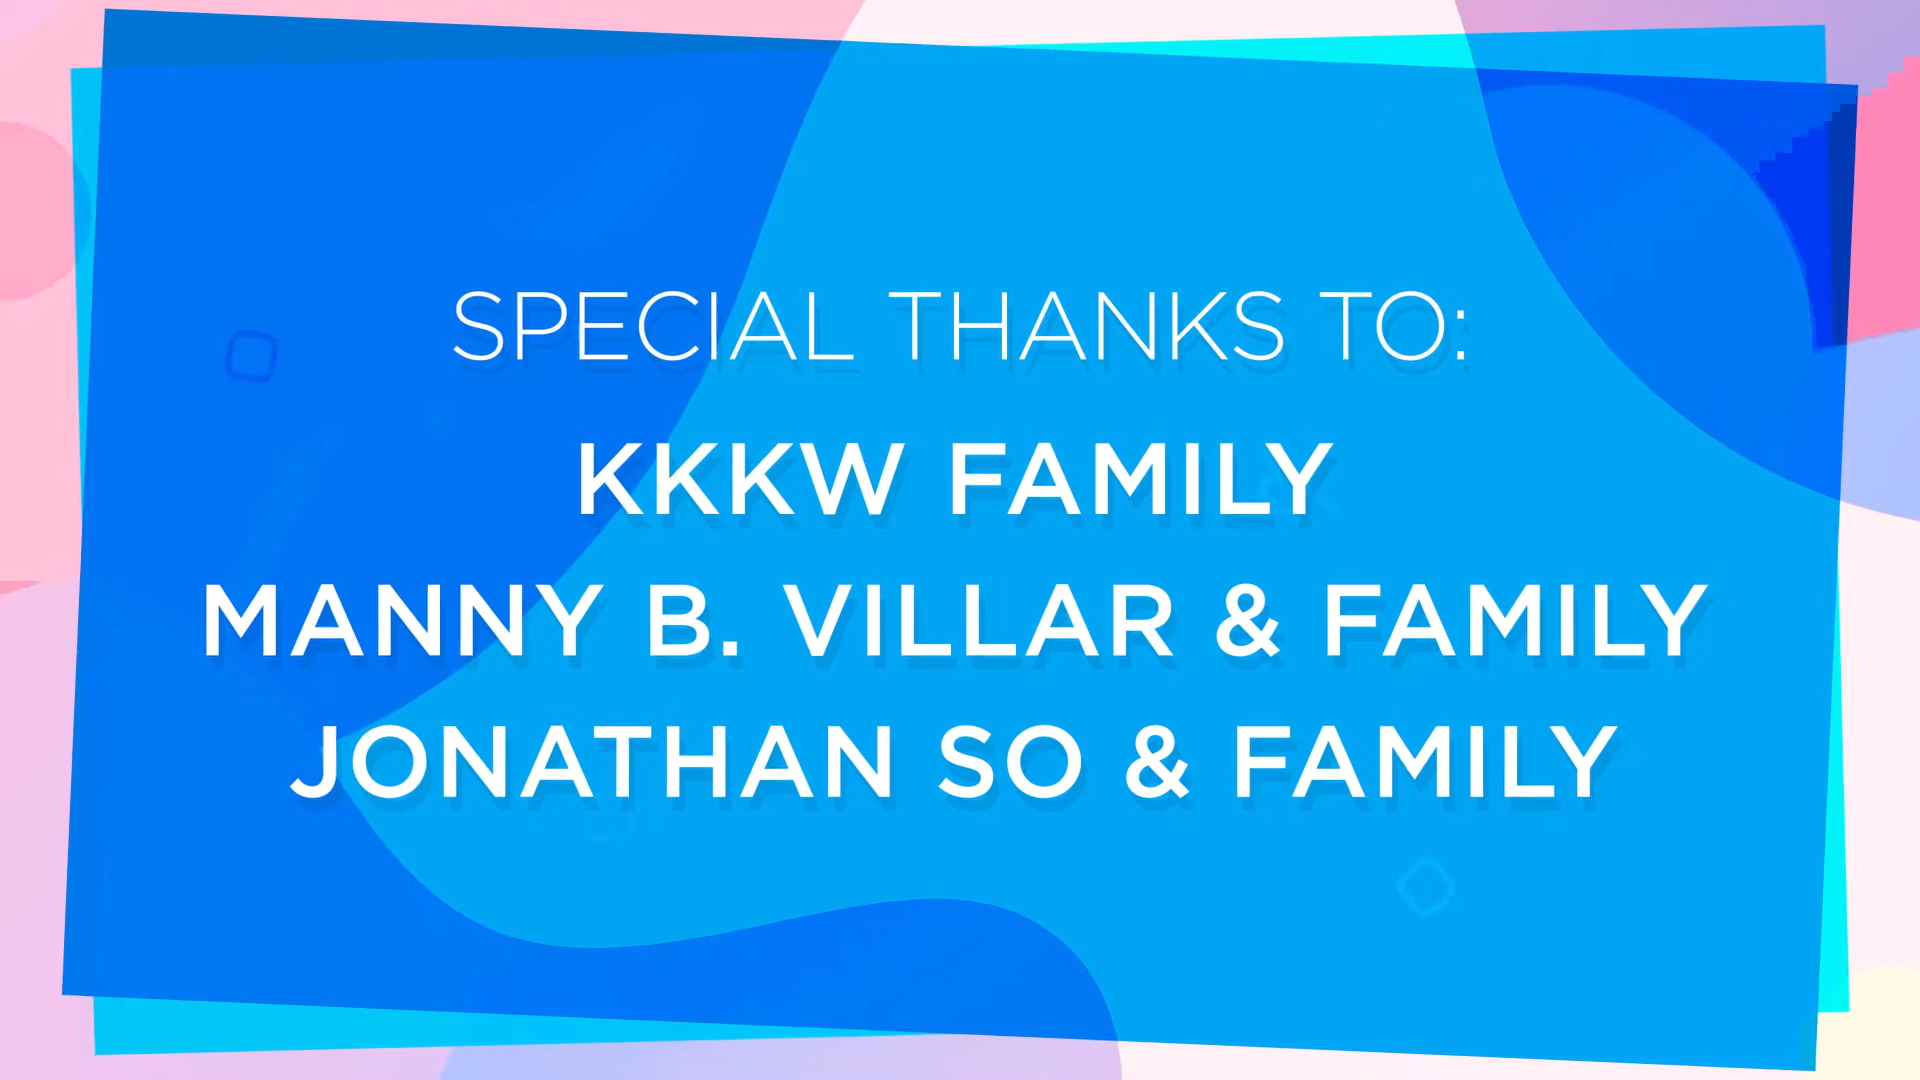 SPECIAL THANKS TO:
KKKW FAMILY
MANNY B. VILLAR & FAMILY
JONATHAN SO & FAMILY